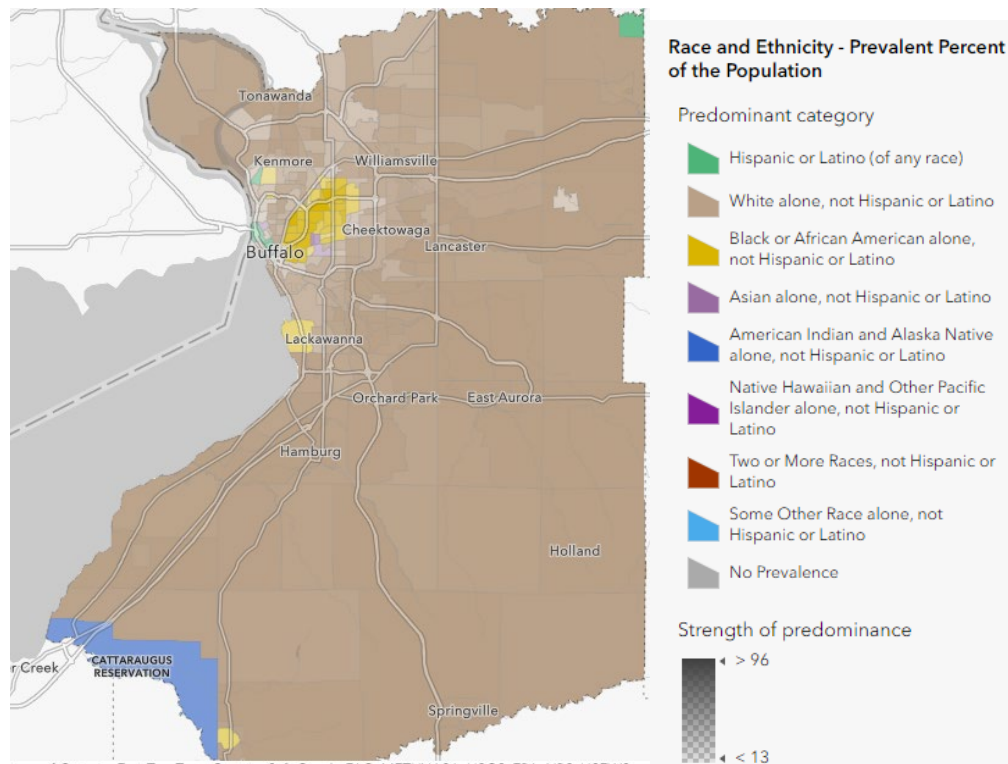 Tonawanda
Kenmore
Williamsville
Cheektowaga
Buffalo
Lancaster
Lackawanna
Orchard Park
East Aurora
Hamburg
Holland
r Creek
CATTARAUGUS
RESERVATION
Springville
Race and Ethnicity - Prevalent Percent
of the Population
Predominant category
Hispanic or Latino (of any race)
White alone, not Hispanic or Latino
Black or African American alone,
not Hispanic or Latino
Asian alone, not Hispanic or Latino
American Indian and Alaska Native
alone, not Hispanic or Latino
Native Hawaiian and Other Pacific
Islander alone, not Hispanic or
Latino
Two or More Races, not Hispanic or
Latino
Some Other Race alone, not
Hispanic or Latino
No Prevalence
Strength of predominance
> 96
< 13